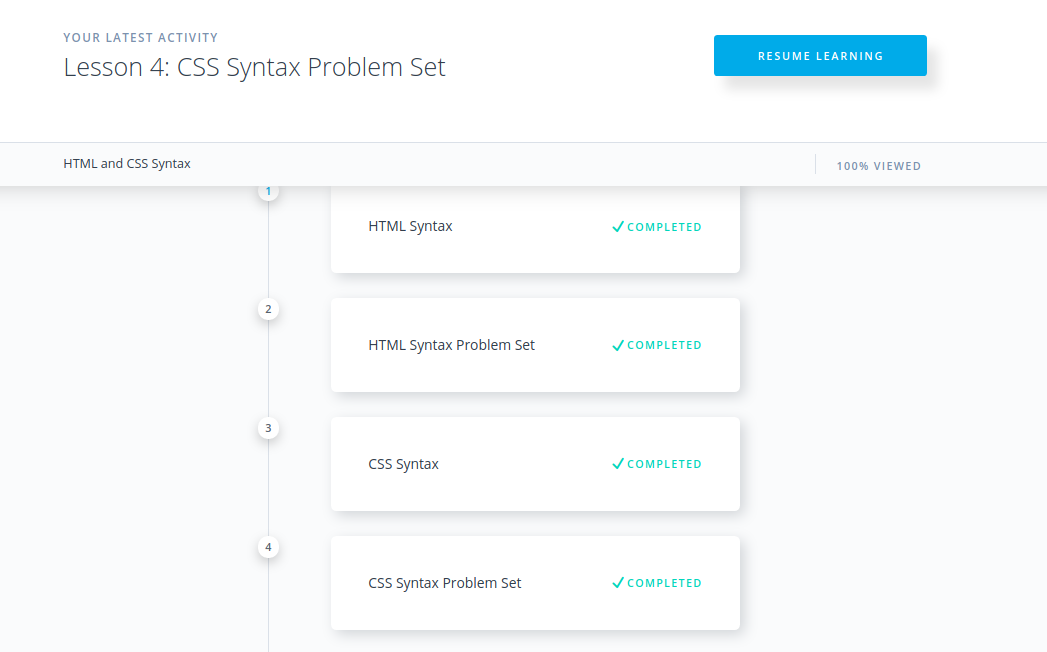 YOUR LATEST ACTIVITY
Lesson 4: CSS Syntax Problem Set
RESUME LEARNING
HTML and CSS Syntax
100% VIEWED
1
HTML Syntax
COMPLETED
2
HTML Syntax Problem Set
COMPLETED
3
CSS Syntax
COMPLETED
4
CSS Syntax Problem Set
COMPLETED